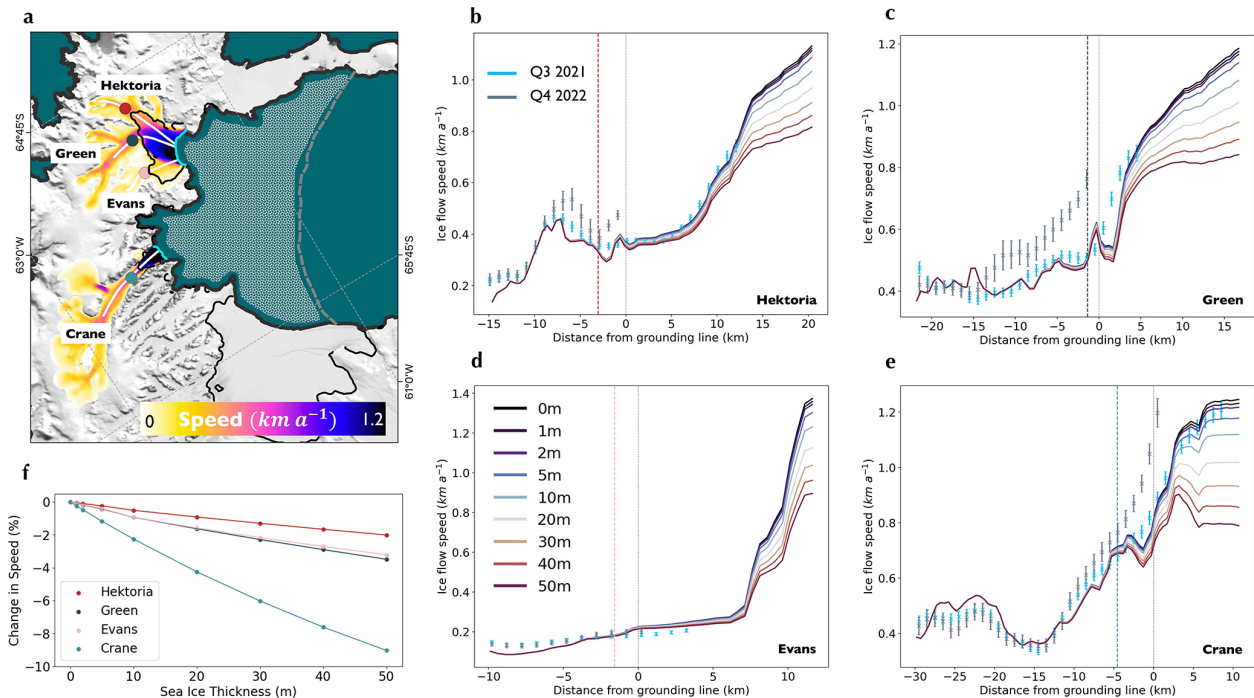 a
Hektoria
Green
Evans
Crane
64°45'S
63°0'W
65°45'S
61°0'W
0 Speed (km a⁻¹) 1.2
b
Q3 2021
Q4 2022
Ice flow speed (km a⁻¹)
1.0
0.8
0.6
0.4
0.2
Hektoria
−15 −10 −5 0 5 10 15 20
Distance from grounding line (km)
c
Ice flow speed (km a⁻¹)
1.2
1.0
0.8
0.6
0.4
Green
−20 −15 −10 −5 0 5 10 15
Distance from grounding line (km)
d
Ice flow speed (km a⁻¹)
1.4
1.2
1.0
0.8
0.6
0.4
0.2
0m
1m
2m
5m
10m
20m
30m
40m
50m
Evans
−10 −5 0 5 10
Distance from grounding line (km)
e
Ice flow speed (km a⁻¹)
1.2
1.0
0.8
0.6
0.4
Crane
−30 −25 −20 −15 −10 −5 0 5 10
Distance from grounding line (km)
f
Change in Speed (%)
0
−2
−4
−6
−8
−10
Hektoria
Green
Evans
Crane
0 10 20 30 40 50
Sea Ice Thickness (m)